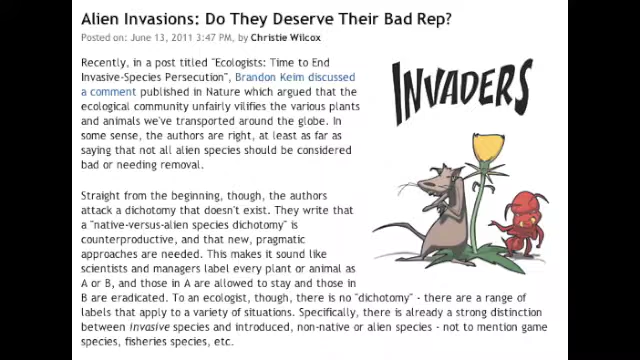 Alien Invasions: Do They Deserve Their Bad Rep?
Posted on: June 13, 2011 3:47 PM, by Christie Wilcox
Recently, in a post titled "Ecologists: Time to End
Invasive-Species Persecution", Brandon Keim discussed
a comment published in Nature which argued that the
ecological community unfairly vilifies the various plants
and animals we've transported around the globe. In
some sense, the authors are right, at least as far as
saying that not all alien species should be considered
bad or needing removal.
INVADERS
Straight from the beginning, though, the authors
attack a dichotomy that doesn't exist. They write that
a "native-versus-alien species dichotomy" is
counterproductive, and that new, pragmatic
approaches are needed. This makes it sound like
scientists and managers label every plant or animal as
A or B, and those in A are allowed to stay and those in
B are eradicated. To an ecologist, though, there is no "dichotomy" - there are a range of
labels that apply to a variety of situations. Specifically, there is already a strong distinction
between invasive species and introduced, non-native or alien species - not to mention game
species, fisheries species, etc.